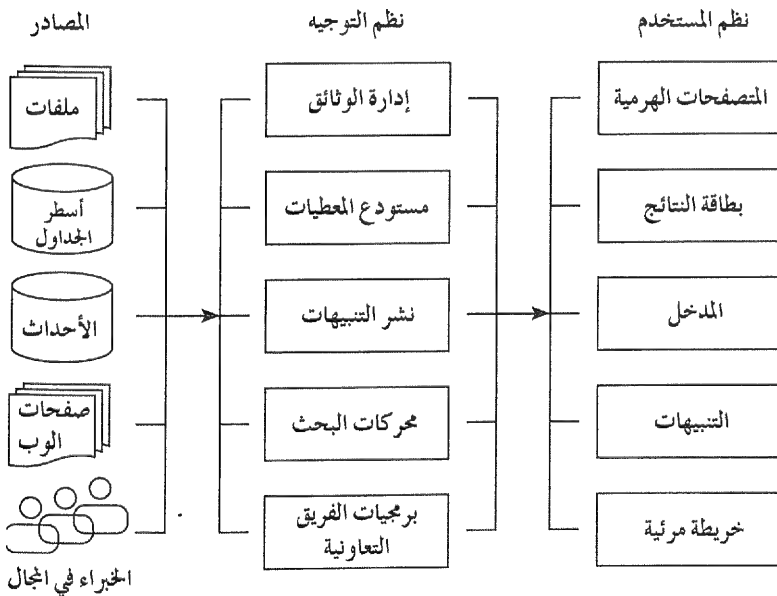 المصادر
نظم التوجيه
نظم المستخدم
ملفات
إدارة الوثائق
المتصفحات الهرمية
أسطر
الجداول
مستودع المعطيات
بطاقة النتائج
الأحداث
نشر التنبيهات
المدخل
صفحات
الوب
محركات البحث
التنبيهات
برمجيات الفريق
التعاونية
خريطة مرئية
الخبراء في المجال